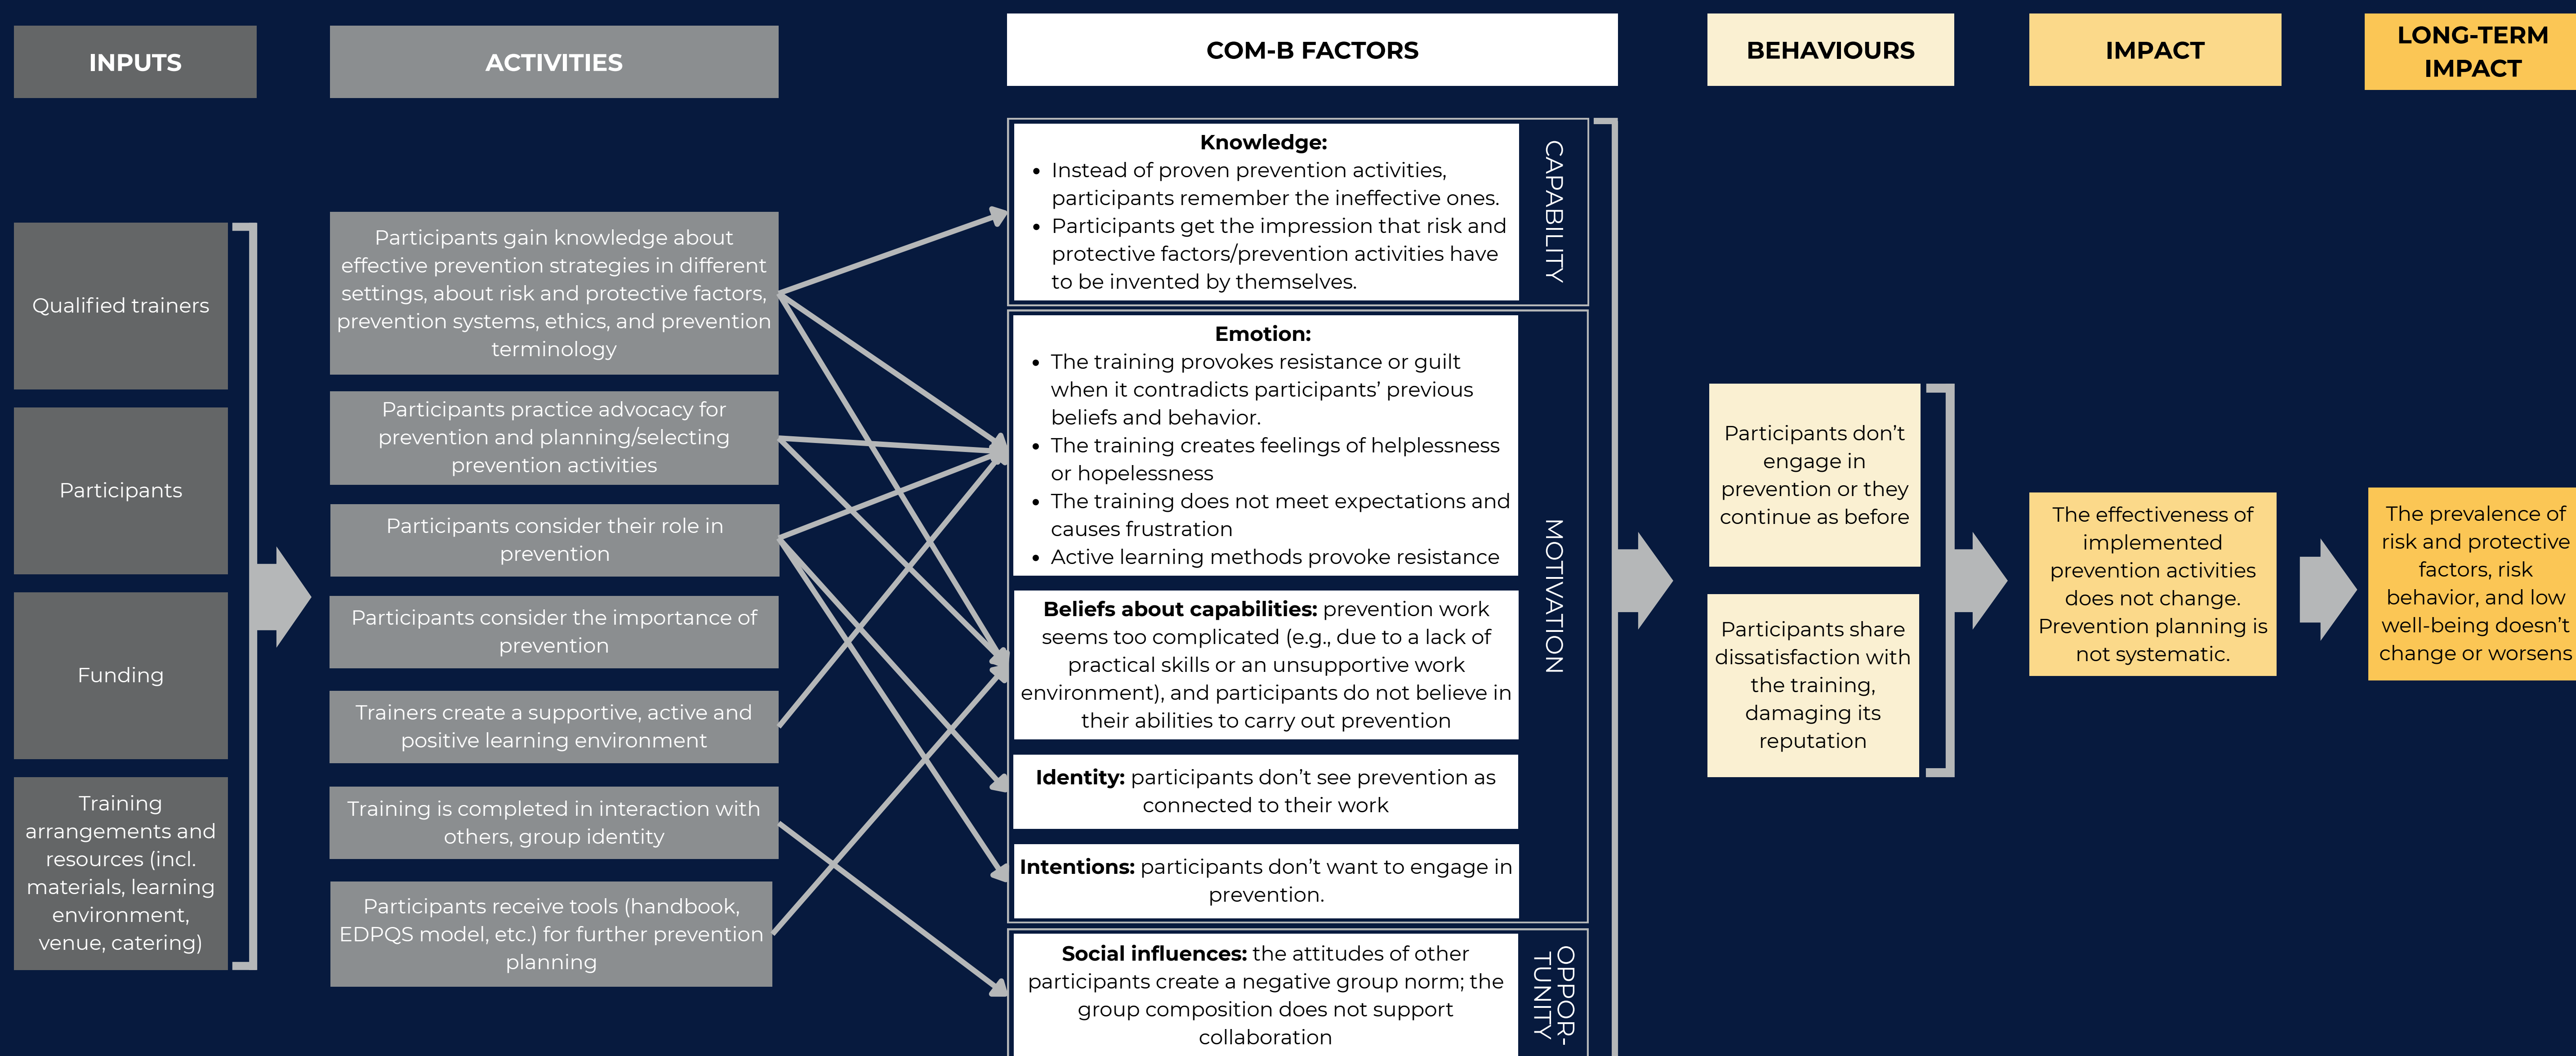 INPUTS
ACTIVITIES
COM-B FACTORS
BEHAVIOURS
IMPACT
LONG-TERM
IMPACT
Qualified trainers
Participants
Funding
Training
arrangements and
resources (incl.
materials, learning
environment,
venue, catering)
Participants gain knowledge about
effective prevention strategies in different
settings, about risk and protective factors,
prevention systems, ethics, and prevention
terminology
Participants practice advocacy for
prevention and planning/selecting
prevention activities
Participants consider their role in
prevention
Participants consider the importance of
prevention
Trainers create a supportive, active and
positive learning environment
Training is completed in interaction with
others, group identity
Participants receive tools (handbook,
EDPQS model, etc.) for further prevention
planning
Knowledge:
• Instead of proven prevention activities,
participants remember the ineffective ones.
• Participants get the impression that risk and
protective factors/prevention activities have
to be invented by themselves.
CAPABILITY
Emotion:
• The training provokes resistance or guilt
when it contradicts participants’ previous
beliefs and behavior.
• The training creates feelings of helplessness
or hopelessness
• The training does not meet expectations and
causes frustration
• Active learning methods provoke resistance
Beliefs about capabilities: prevention work
seems too complicated (e.g., due to a lack of
practical skills or an unsupportive work
environment), and participants do not believe in
their abilities to carry out prevention
Identity: participants don’t see prevention as
connected to their work
Intentions: participants don’t want to engage in
prevention.
MOTIVATION
Social influences: the attitudes of other
participants create a negative group norm; the
group composition does not support
collaboration
OPPOR-
TUNITY
Participants don’t
engage in
prevention or they
continue as before
Participants share
dissatisfaction with
the training,
damaging its
reputation
The effectiveness of
implemented
prevention activities
does not change.
Prevention planning is
not systematic.
The prevalence of
risk and protective
factors, risk
behavior, and low
well-being doesn’t
change or worsens